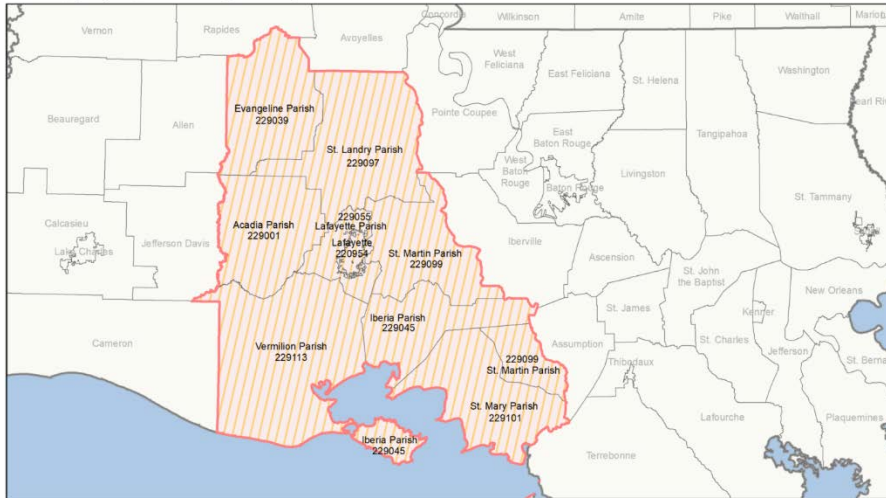 Concordia
Wilkinson
Amite
Pike
Walthall
Vernon
Rapides
Avoyelles
West
Feliciana
East Feliciana
St. Helena
Washington
Evangeline Parish
229039
Pointe Coupee
Beauregard
Allen
Tangipahoa
East
Baton Rouge
St. Landry Parish
229097
West
Baton
Rouge
Baton Rouge
Livingston
St. Tammany
Calcasieu
Lake Charles
Jefferson Davis
Acadia Parish
229001
229055
Lafayette Parish
Lafayette
220954
St. Martin Parish
229099
Iberville
Ascension
St. John
the Baptist
New Orleans
St. James
Iberia Parish
229045
Cameron
Vermilion Parish
229113
Assumption
St. Charles
Kenner
Jefferson
229099
St. Martin Parish
Thibodaux
St. Mary Parish
229101
Lafourche
Plaquemines
Iberia Parish
229045
Terrebonne